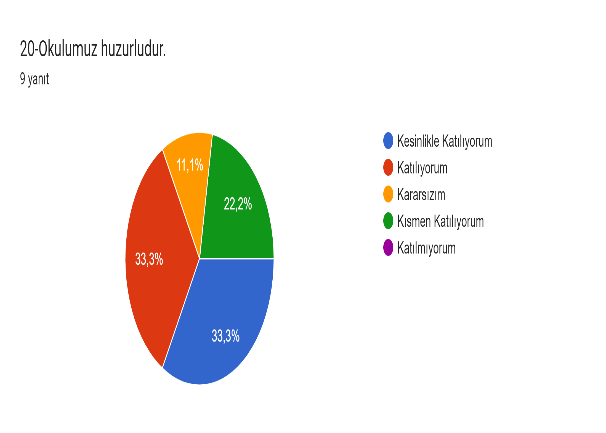 20-Okulumuz huzurludur.
9 yanıt
11,1%
22,2%
33,3%
33,3%
Kesinlikle Katılıyorum
Katılıyorum
Kararsızım
Kısmen Katılıyorum
Katılmıyorum